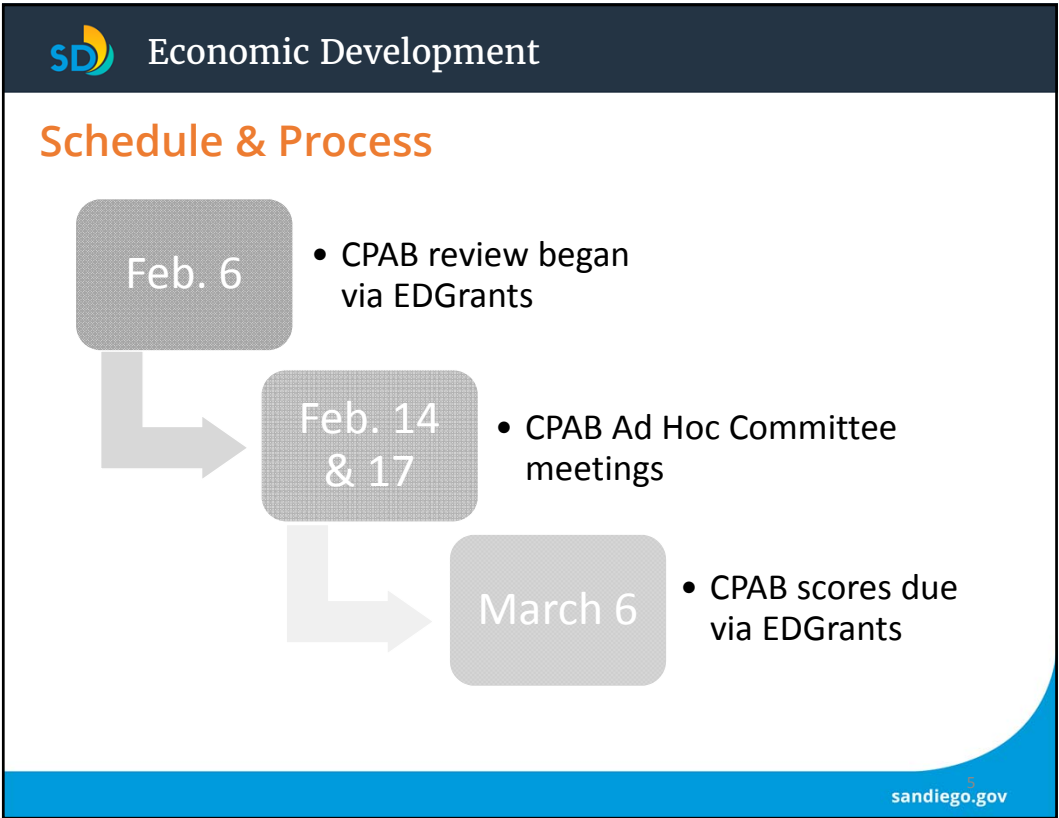 SD
Economic Development
Schedule & Process
Feb. 6
• CPAB review began
via EDGrants
Feb. 14
& 17
• CPAB Ad Hoc Committee
meetings
March 6
• CPAB scores due
via EDGrants
5
sandiego.gov